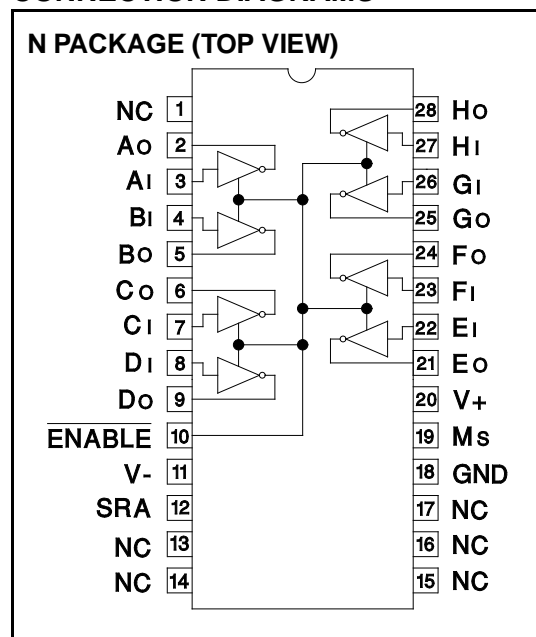 N PACKAGE (TOP VIEW)
NC 1
AO 2
AI 3
BI 4
BO 5
CO 6
CI 7
DI 8
DO 9
ENABLE 10
V- 11
SRA 12
NC 13
NC 14
28 HO
27 HI
26 GI
25 GO
24 FO
23 FI
22 EI
21 EO
20 V+
19 MS
18 GND
17 NC
16 NC
15 NC